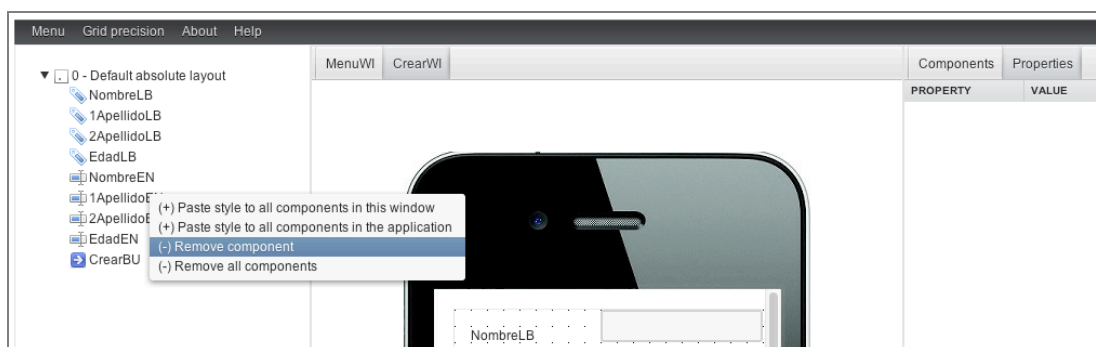 Menu Grid precision About Help
MenuWI CrearWI
Components Properties
PROPERTY VALUE
0 - Default absolute layout
NombreLB
1ApellidoLB
2ApellidoLB
EdadLB
NombreEN
1ApellidoEN
2ApellidoE
EdadEN
CrearBU
(+) Paste style to all components in this window
(+) Paste style to all components in the application
(-) Remove component
(-) Remove all components
NombreLB